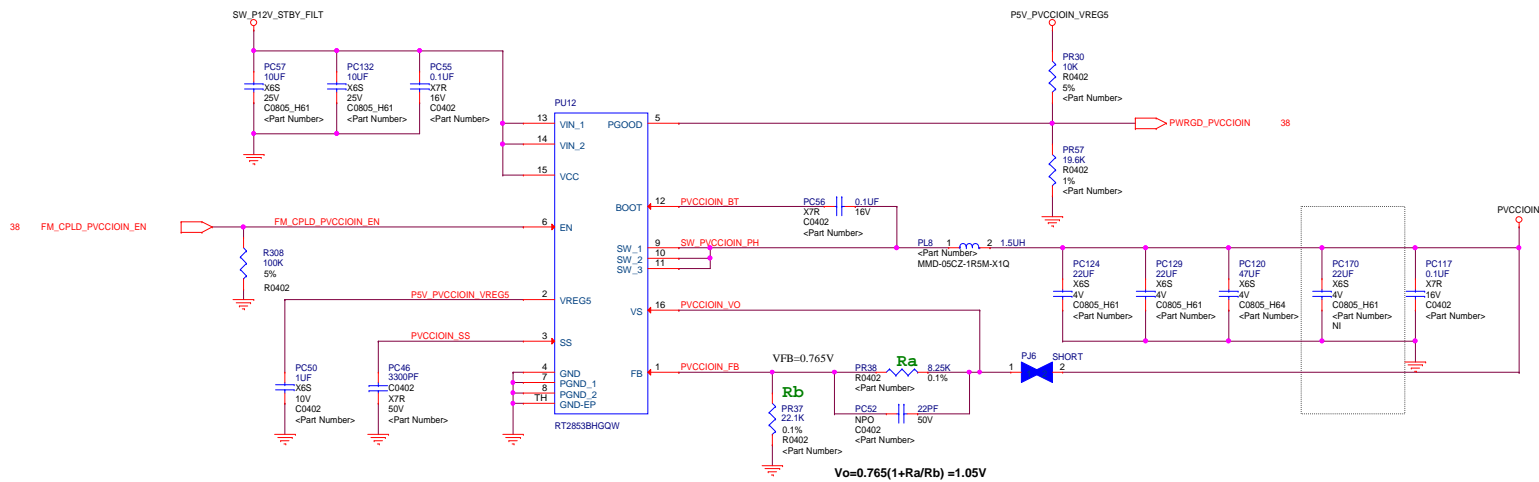 SW_P12V_STBY_FILT
PC57
10UF
X6S
25V
C0805_H61
<Part Number>
PC132
10UF
X6S
25V
C0805_H61
<Part Number>
PC55
0.1UF
X7R
16V
C0402
<Part Number>
38 FM_CPLD_PVCCIOIN_EN
FM_CPLD_PVCCIOIN_EN
R308
100K
5%
R0402
P5V_PVCCIOIN_VREG5
PVCCIOIN_SS
PC50
1UF
X6S
10V
C0402
<Part Number>
PC46
3300PF
C0402
X7R
50V
<Part Number>
PU12
13 VIN_1
14 VIN_2
15 VCC
6 EN
2 VREG5
3 SS
4 GND
7 PGND_1
8 PGND_2
TH GND-EP
PGOOD 5
BOOT 12
SW_1 9
SW_2 10
SW_3 11
VS 16
FB 1
RT2853BHGQW
P5V_PVCCIOIN_VREG5
PR30
10K
R0402
5%
<Part Number>
PWRGD_PVCCIOIN 38
PR57
19.6K
R0402
1%
<Part Number>
PVCCIOIN_BT
PC56 0.1UF
X7R 16V
C0402
<Part Number>
SW_PVCCIOIN_PH
PL8 1 2 1.5UH
<Part Number>
MMD-05CZ-1R5M-X1Q
PVCCIOIN
PC124
22UF
X6S
4V
C0805_H61
<Part Number>
PC129
22UF
X6S
4V
C0805_H61
<Part Number>
PC120
47UF
X6S
4V
C0805_H64
<Part Number>
PC170
22UF
X6S
4V
C0805_H61
<Part Number>
NI
PC117
0.1UF
X7R
16V
C0402
<Part Number>
PVCCIOIN_VO
PVCCIOIN_FB
VFB=0.765V
Ra
PR38 8.25K
R0402 0.1%
<Part Number>
PJ6 SHORT
1 2
Rb
PR37
22.1K
0.1%
R0402
<Part Number>
PC52 22PF
NPO 50V
C0402
<Part Number>
Vo=0.765(1+Ra/Rb) =1.05V